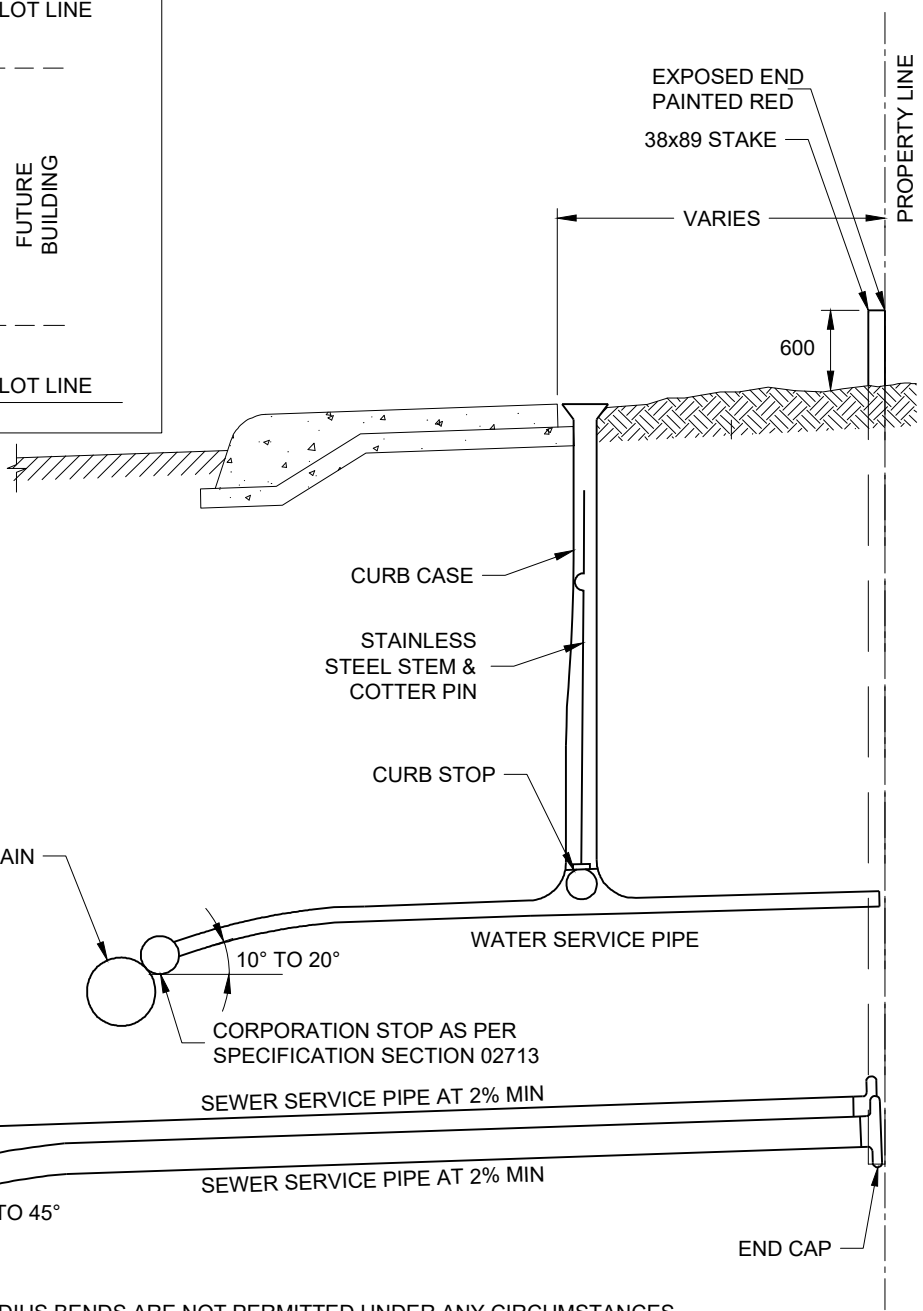 LOT LINE
FUTURE
BUILDING
LOT LINE
EXPOSED END
PAINTED RED
38x89 STAKE
PROPERTY LINE
VARIES
600
CURB CASE
STAINLESS
STEEL STEM &
COTTER PIN
CURB STOP
AIN
WATER SERVICE PIPE
10° TO 20°
CORPORATION STOP AS PER
SPECIFICATION SECTION 02713
SEWER SERVICE PIPE AT 2% MIN
SEWER SERVICE PIPE AT 2% MIN
TO 45°
END CAP
DIUS BENDS ARE NOT PERMITTED UNDER ANY CIRCUMSTANCES